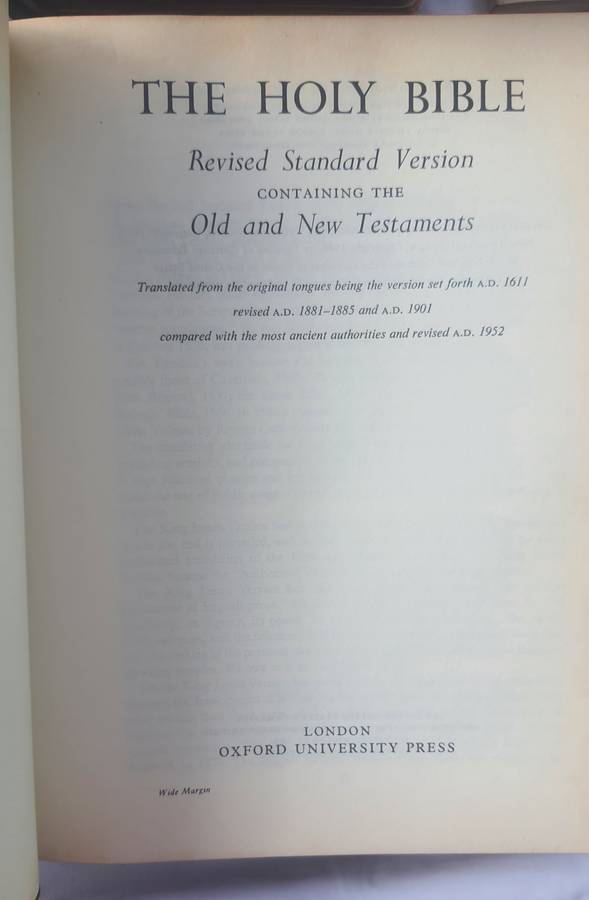 THE HOLY BIBLE
Revised Standard Version
CONTAINING THE
Old and New Testaments
Translated from the original tongues being the version set forth A.D. 1611
revised A.D. 1881–1885 and A.D. 1901
compared with the most ancient authorities and revised A.D. 1952
LONDON
OXFORD UNIVERSITY PRESS
Wide Margin